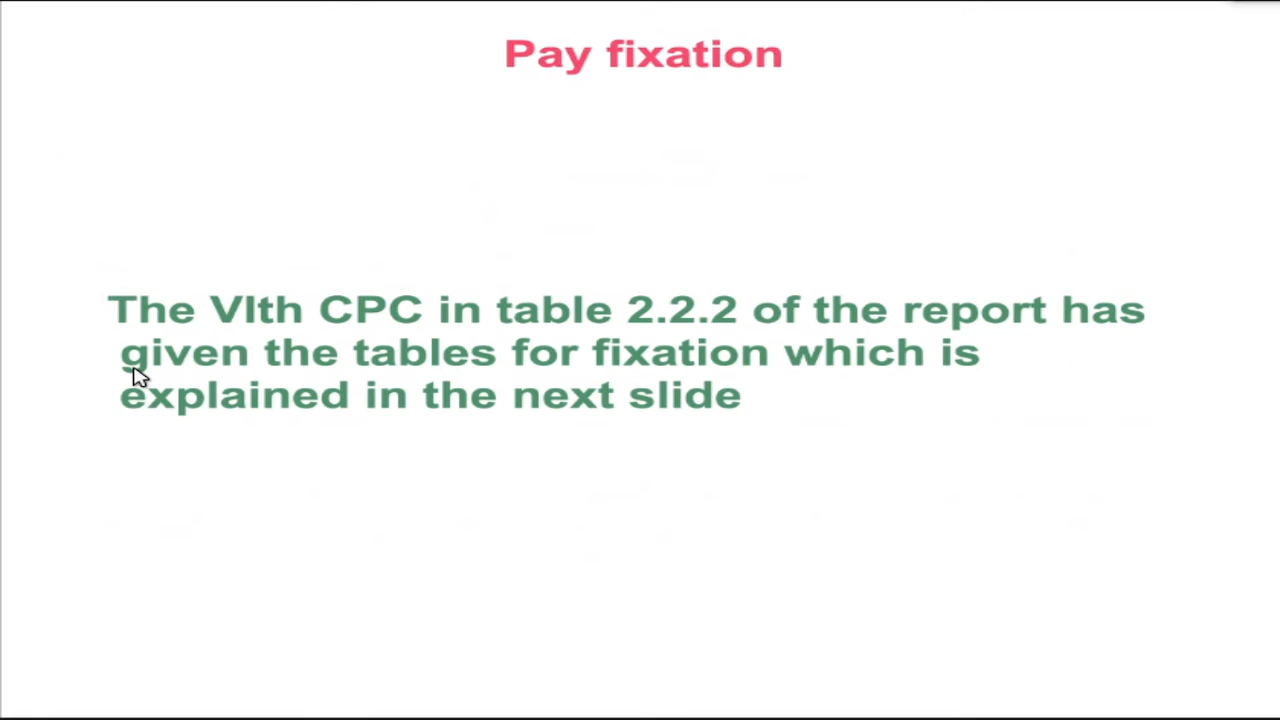 Pay fixation
The VIth CPC in table 2.2.2 of the report has
given the tables for fixation which is
explained in the next slide